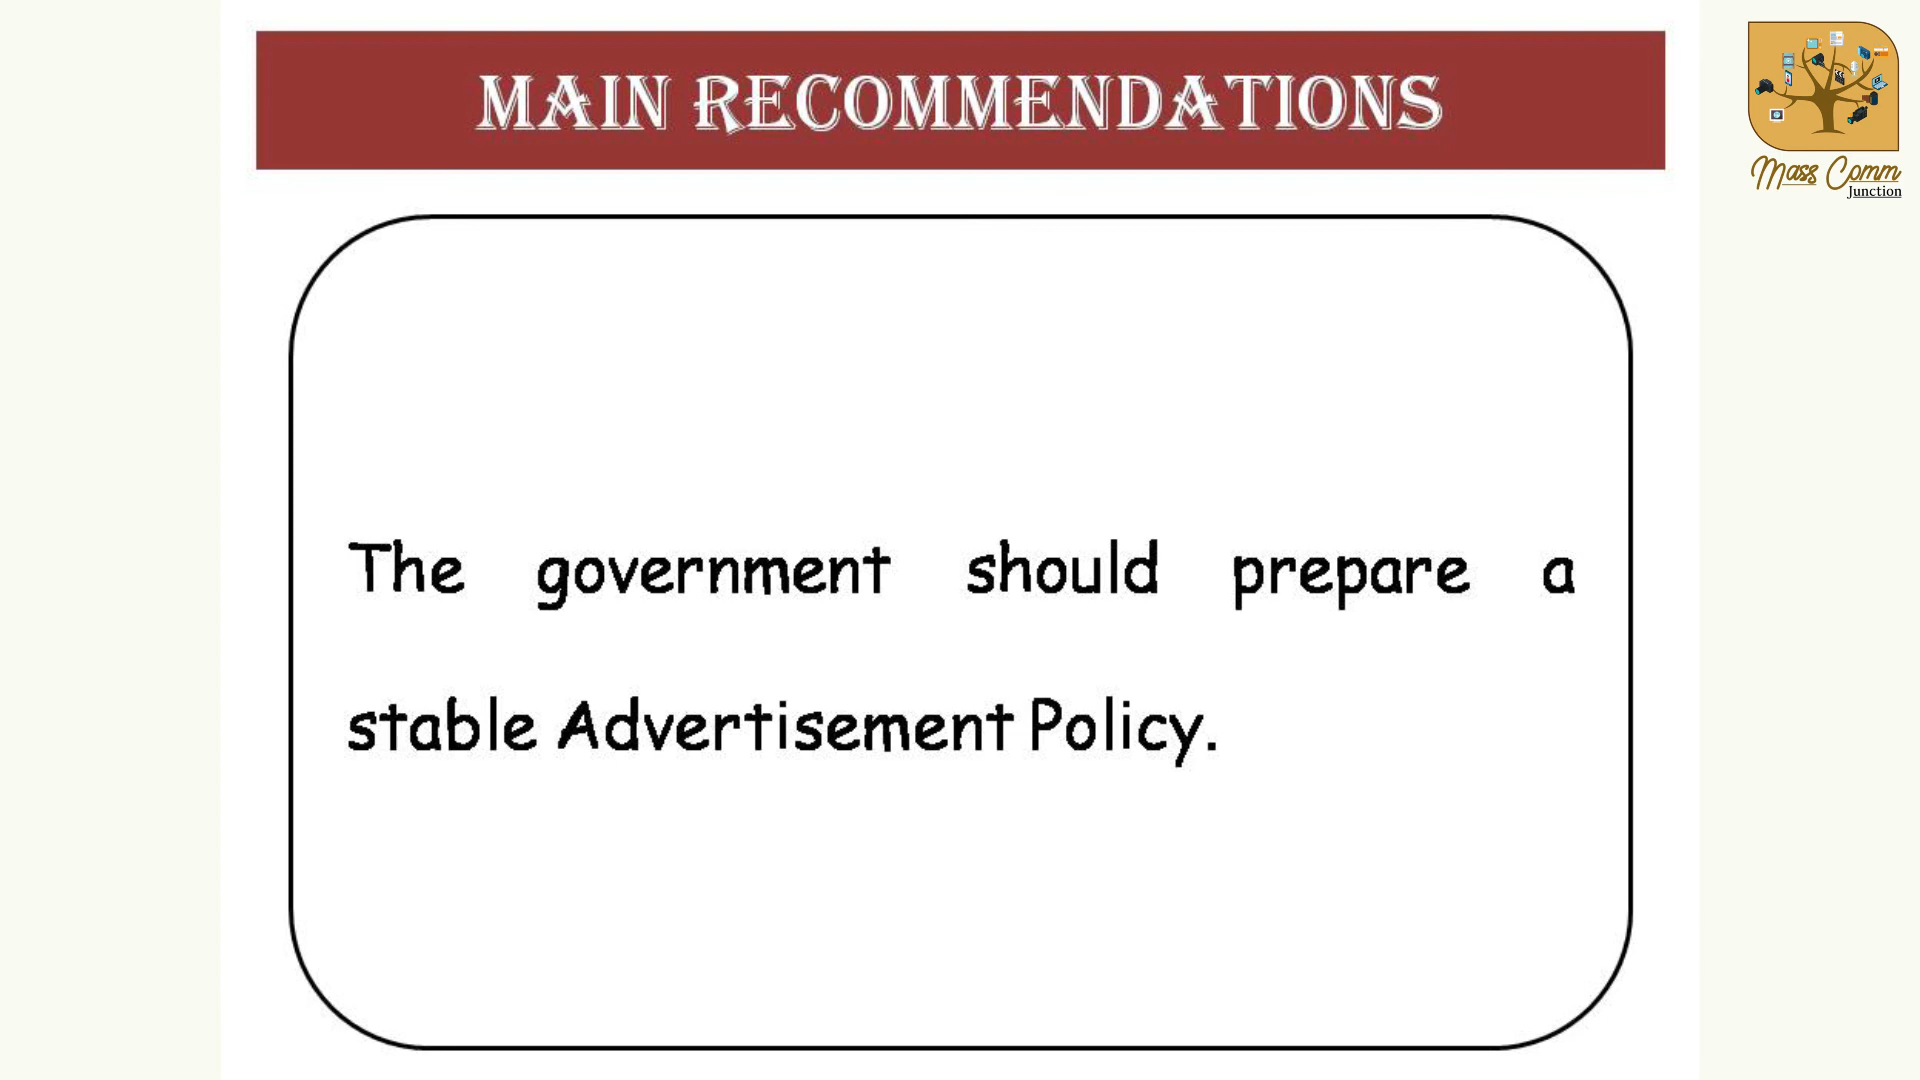 MAIN RECOMMENDATIONS
Mass Comm
Junction
The government should prepare a
stable Advertisement Policy.